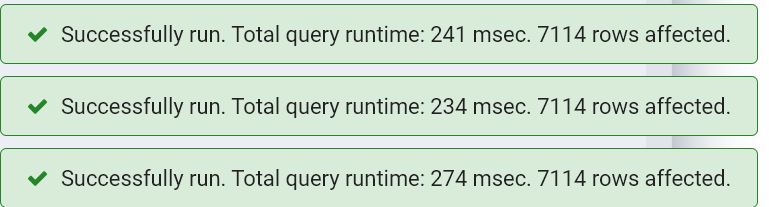 Successfully run. Total query runtime: 241 msec. 7114 rows affected.
Successfully run. Total query runtime: 234 msec. 7114 rows affected.
Successfully run. Total query runtime: 274 msec. 7114 rows affected.